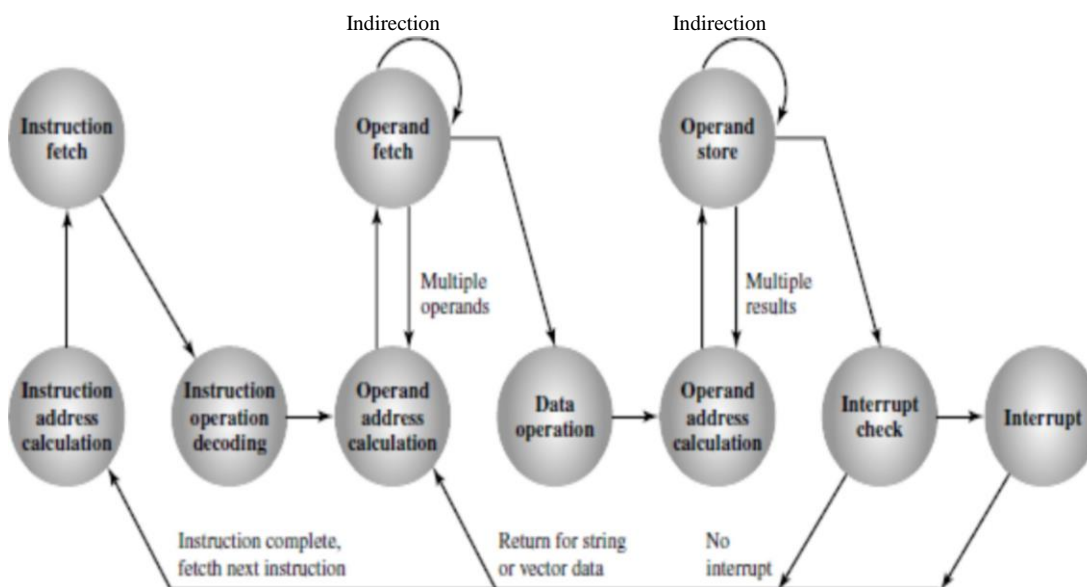 Indirection
Indirection
Instruction
fetch
Operand
fetch
Operand
store
Multiple
operands
Multiple
results
Instruction
address
calculation
Instruction
operation
decoding
Operand
address
calculation
Data
operation
Operand
address
calculation
Interrupt
check
Interrupt
Instruction complete,
fetcth next instruction
Return for string
or vector data
No
interrupt